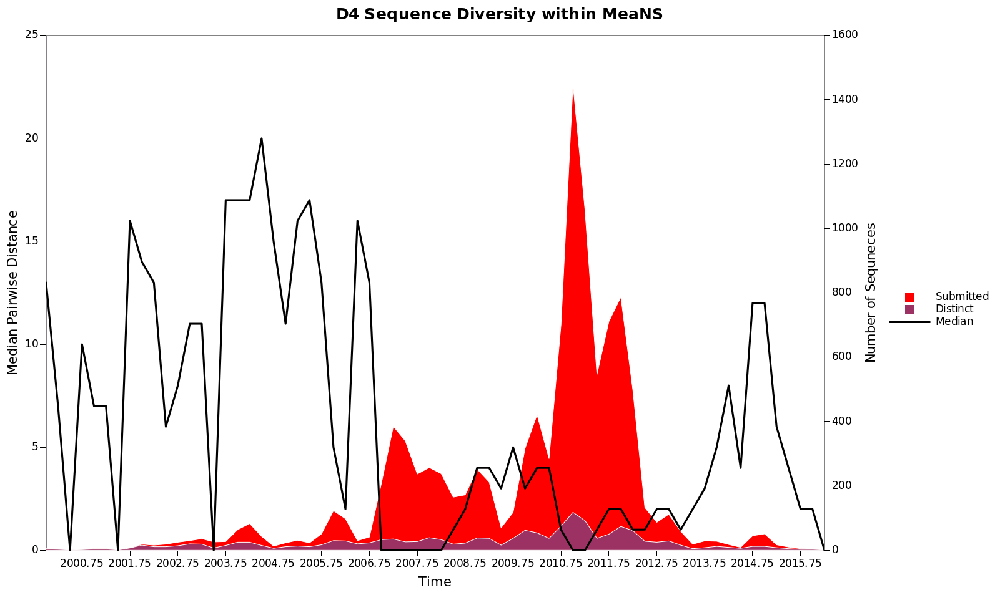 D4 Sequence Diversity within MeaNS
25
20
15
10
5
0
Median Pairwise Distance
1600
1400
1200
1000
800
600
400
200
0
Number of Sequneces
Submitted
Distinct
Median
2000.75 2001.75 2002.75 2003.75 2004.75 2005.75 2006.75 2007.75 2008.75 2009.75 2010.75 2011.75 2012.75 2013.75 2014.75 2015.75
Time